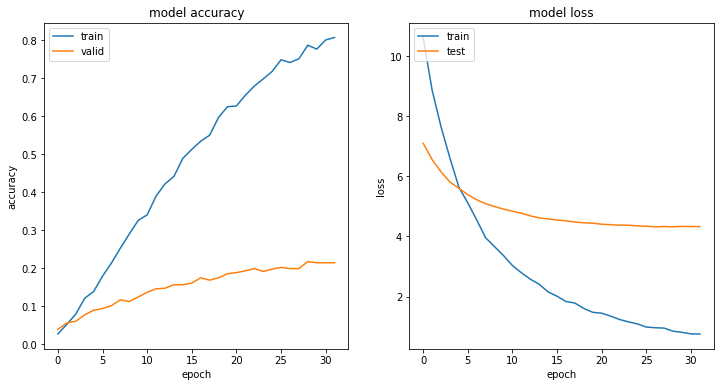 model accuracy
train
valid
0.8
0.7
0.6
0.5
0.4
0.3
0.2
0.1
0.0
accuracy
0 5 10 15 20 25 30
epoch
model loss
train
test
10
8
6
4
2
loss
0 5 10 15 20 25 30
epoch